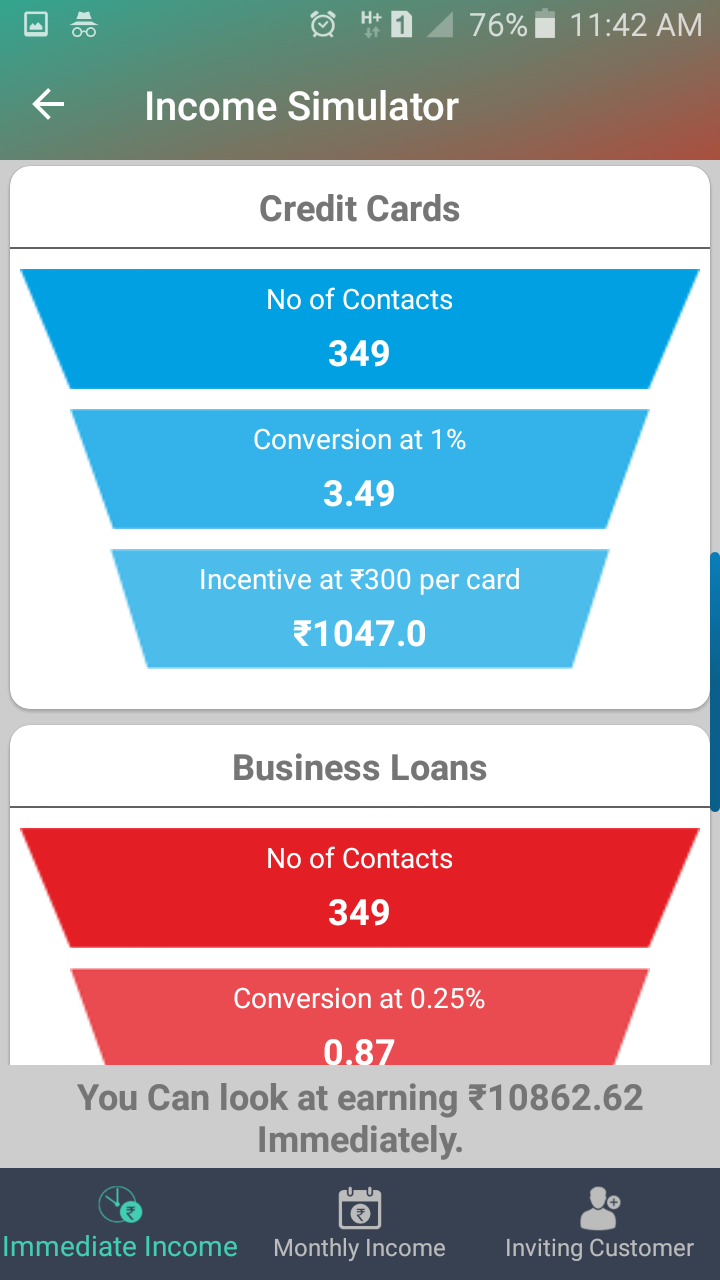 H+ 1 76% 11:42 AM
Income Simulator
Credit Cards
No of Contacts
349
Conversion at 1%
3.49
Incentive at ₹300 per card
₹1047.0
Business Loans
No of Contacts
349
Conversion at 0.25%
0.87
You Can look at earning ₹10862.62
Immediately.
Immediate Income Monthly Income Inviting Customer